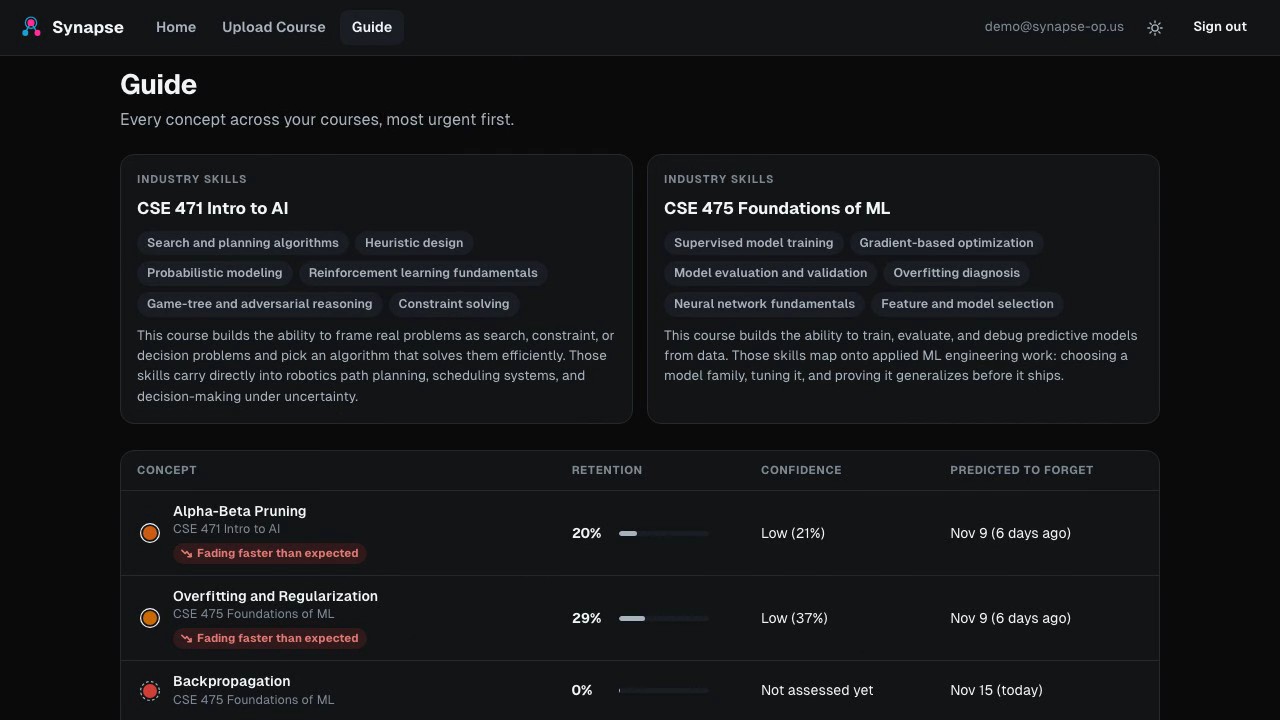 Synapse
Home
Upload Course
Guide
demo@synapse-op.us
Sign out
Guide
Every concept across your courses, most urgent first.
INDUSTRY SKILLS
CSE 471 Intro to AI
Search and planning algorithms
Heuristic design
Probabilistic modeling
Reinforcement learning fundamentals
Game-tree and adversarial reasoning
Constraint solving
This course builds the ability to frame real problems as search, constraint, or
decision problems and pick an algorithm that solves them efficiently. Those
skills carry directly into robotics path planning, scheduling systems, and
decision-making under uncertainty.
INDUSTRY SKILLS
CSE 475 Foundations of ML
Supervised model training
Gradient-based optimization
Model evaluation and validation
Overfitting diagnosis
Neural network fundamentals
Feature and model selection
This course builds the ability to train, evaluate, and debug predictive models
from data. Those skills map onto applied ML engineering work: choosing a
model family, tuning it, and proving it generalizes before it ships.
CONCEPT
RETENTION
CONFIDENCE
PREDICTED TO FORGET
Alpha-Beta Pruning
CSE 471 Intro to AI
Fading faster than expected
20%
Low (21%)
Nov 9 (6 days ago)
Overfitting and Regularization
CSE 475 Foundations of ML
Fading faster than expected
29%
Low (37%)
Nov 9 (6 days ago)
Backpropagation
CSE 475 Foundations of ML
0%
Not assessed yet
Nov 15 (today)